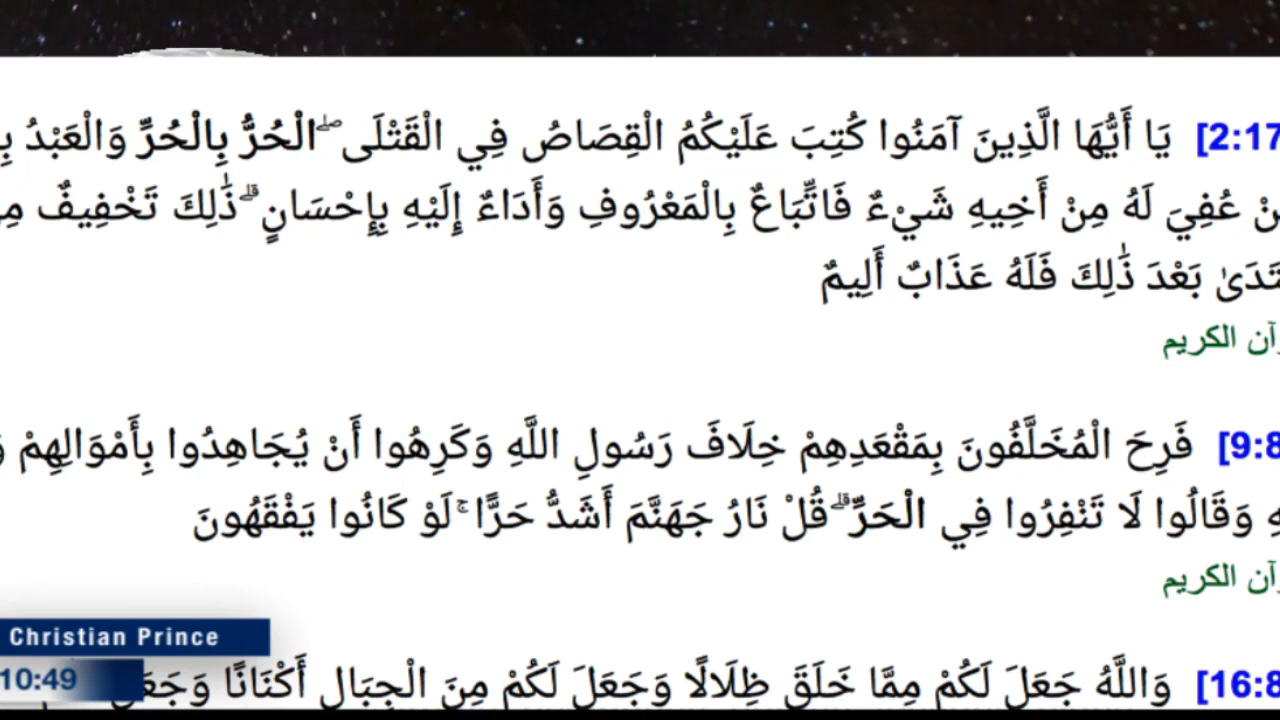 [2:17 يَا أَيُّهَا الَّذِينَ آمَنُوا كُتِبَ عَلَيْكُمُ الْقِصَاصُ فِي الْقَتْلَى ۖ الْحُرُّ بِالْحُرِّ وَالْعَبْدُ
عُفِيَ لَهُ مِنْ أَخِيهِ شَيْءٌ فَاتِّبَاعٌ بِالْمَعْرُوفِ وَأَدَاءٌ إِلَيْهِ بِإِحْسَانٍ ۗ ذَٰلِكَ تَخْفِيفٌ
بَعْدَ ذَٰلِكَ فَلَهُ عَذَابٌ أَلِيمٌ
الكريم
[9:8 فَرِحَ الْمُخَلَّفُونَ بِمَقْعَدِهِمْ خِلَافَ رَسُولِ اللَّهِ وَكَرِهُوا أَنْ يُجَاهِدُوا بِأَمْوَالِهِمْ
وَقَالُوا لَا تَنْفِرُوا فِي الْحَرِّ ۗ قُلْ نَارُ جَهَنَّمَ أَشَدُّ حَرًّا ۚ لَوْ كَانُوا يَفْقَهُونَ
الكريم
Christian Prince
10:49
[16:8 وَاللَّهُ جَعَلَ لَكُمْ مِمَّا خَلَقَ ظِلَالًا وَجَعَلَ لَكُمْ مِنَ الْجِبَالِ أَكْنَانًا